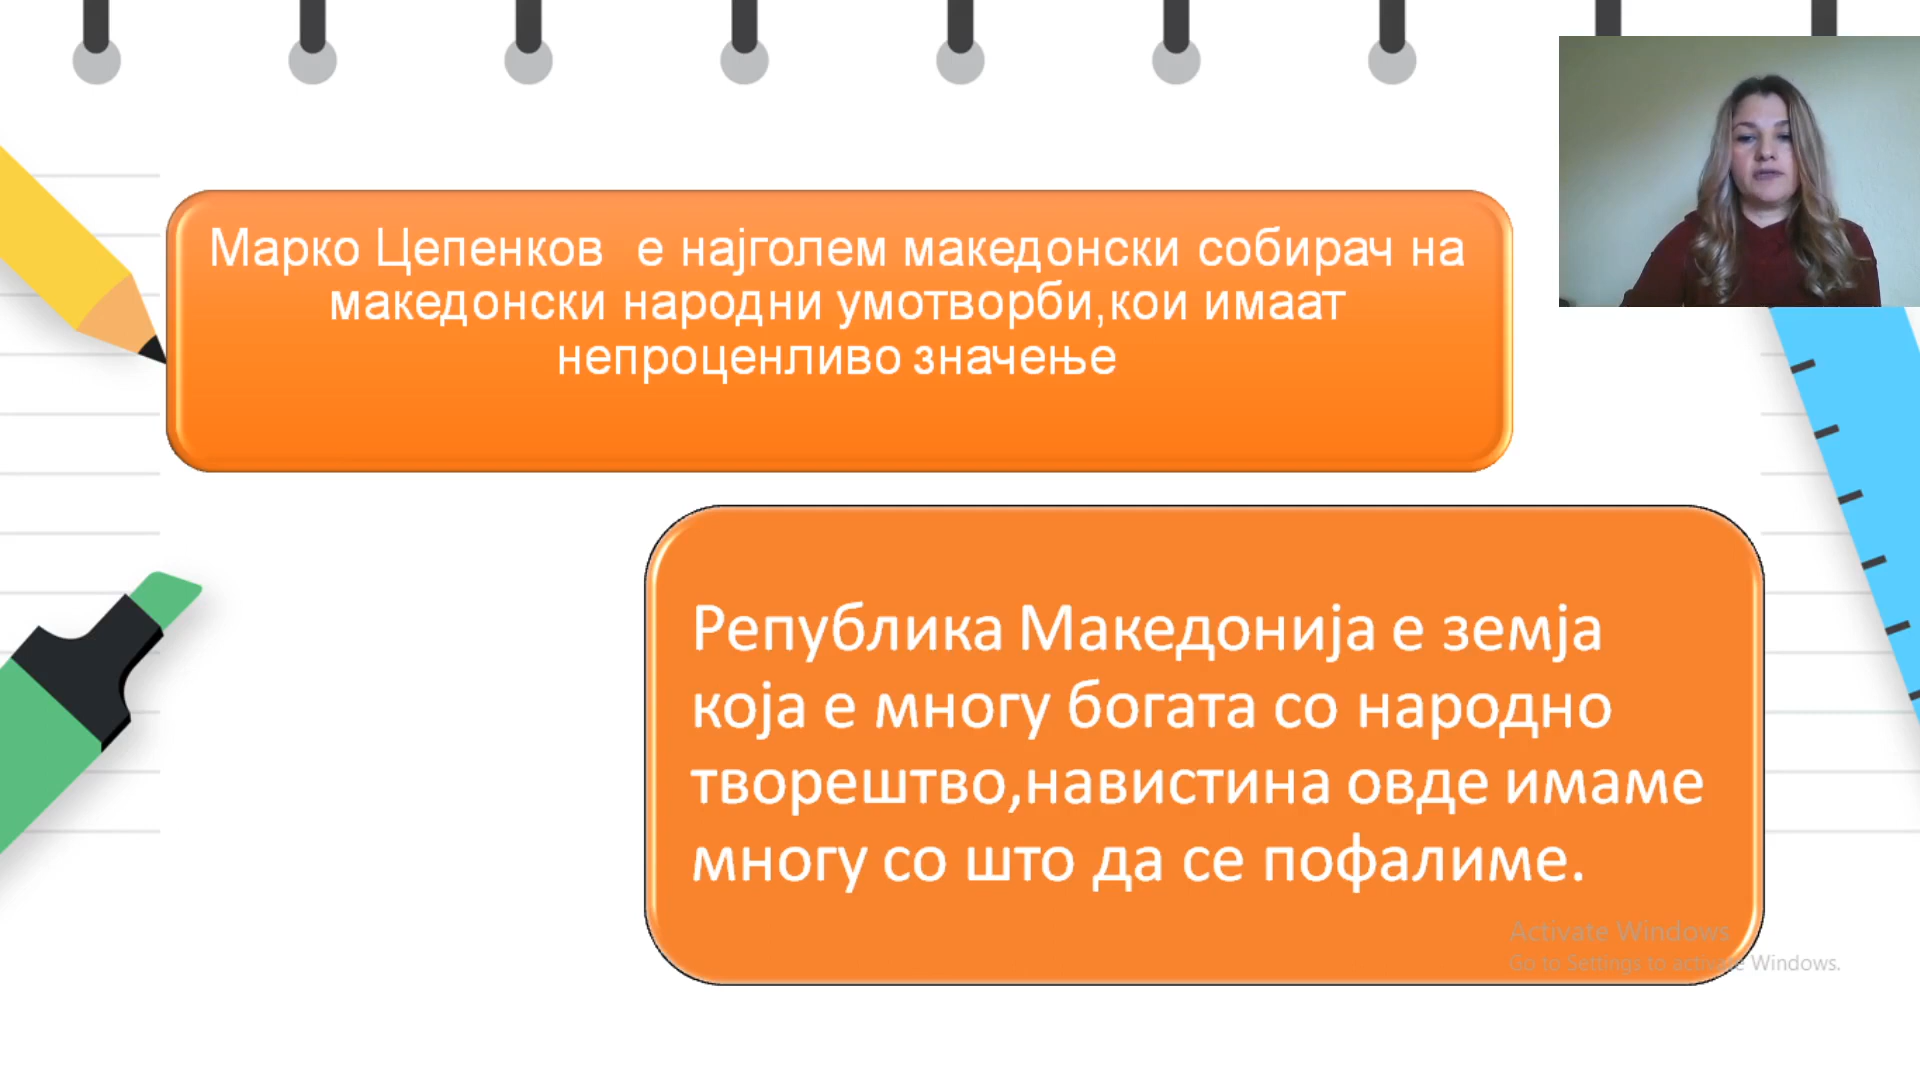 Марко Цепенков е најголем македонски собирач на
македонски народни умотворби,кои имаат
непроценливо значење
Република Македонија е земја
која е многу богата со народно
творештво,навистина овде имаме
многу со што да се пофалиме.
Activate Windows
Go to Settings to activate Windows.